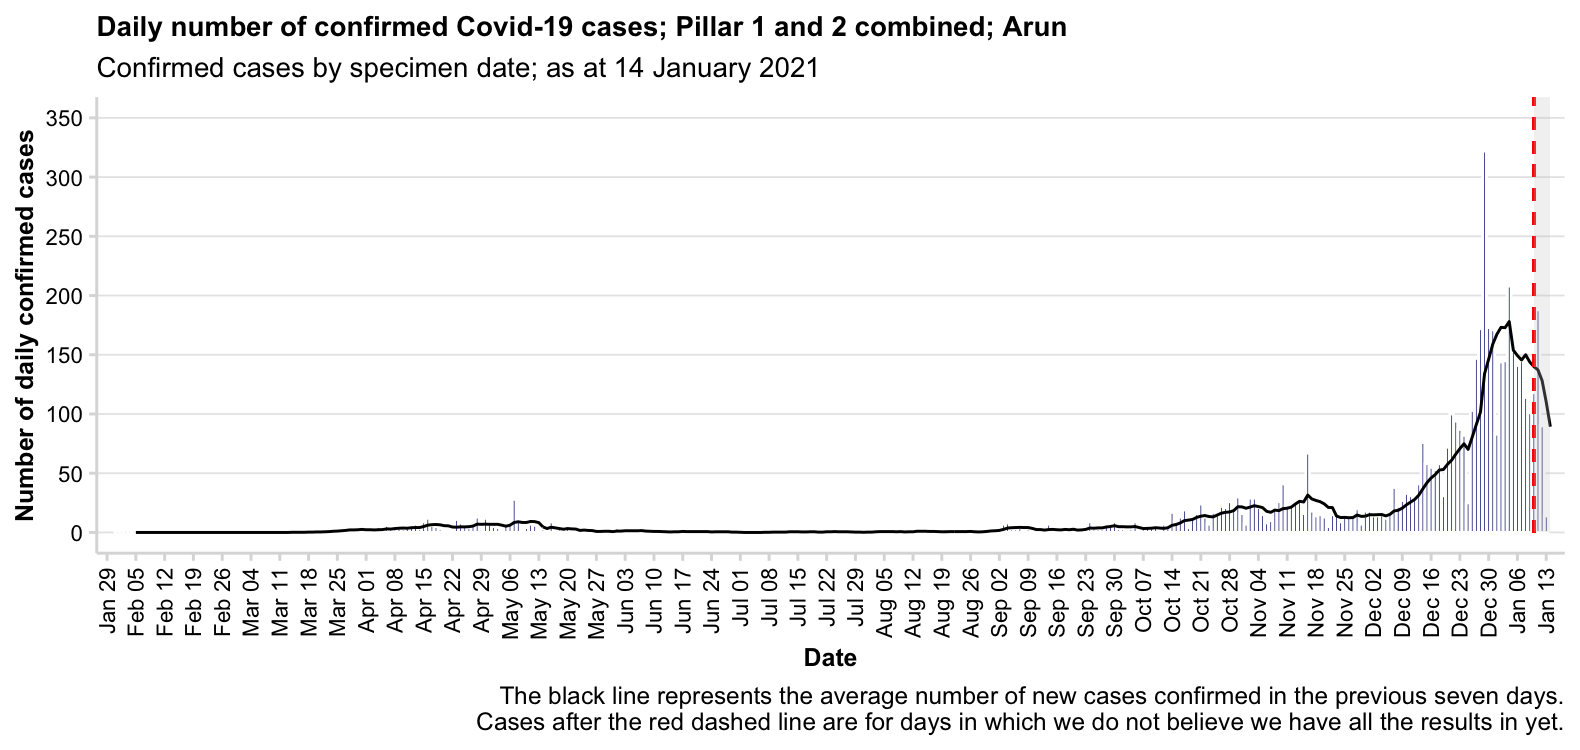 Daily number of confirmed Covid-19 cases; Pillar 1 and 2 combined; Arun
Confirmed cases by specimen date; as at 14 January 2021
Number of daily confirmed cases
350
300
250
200
150
100
50
0
Jan 29
Feb 05
Feb 12
Feb 19
Feb 26
Mar 04
Mar 11
Mar 18
Mar 25
Apr 01
Apr 08
Apr 15
Apr 22
Apr 29
May 06
May 13
May 20
May 27
Jun 03
Jun 10
Jun 17
Jun 24
Jul 01
Jul 08
Jul 15
Jul 22
Jul 29
Aug 05
Aug 12
Aug 19
Aug 26
Sep 02
Sep 09
Sep 16
Sep 23
Sep 30
Oct 07
Oct 14
Oct 21
Oct 28
Nov 04
Nov 11
Nov 18
Nov 25
Dec 02
Dec 09
Dec 16
Dec 23
Dec 30
Jan 06
Jan 13
Date
The black line represents the average number of new cases confirmed in the previous seven days.
Cases after the red dashed line are for days in which we do not believe we have all the results in yet.